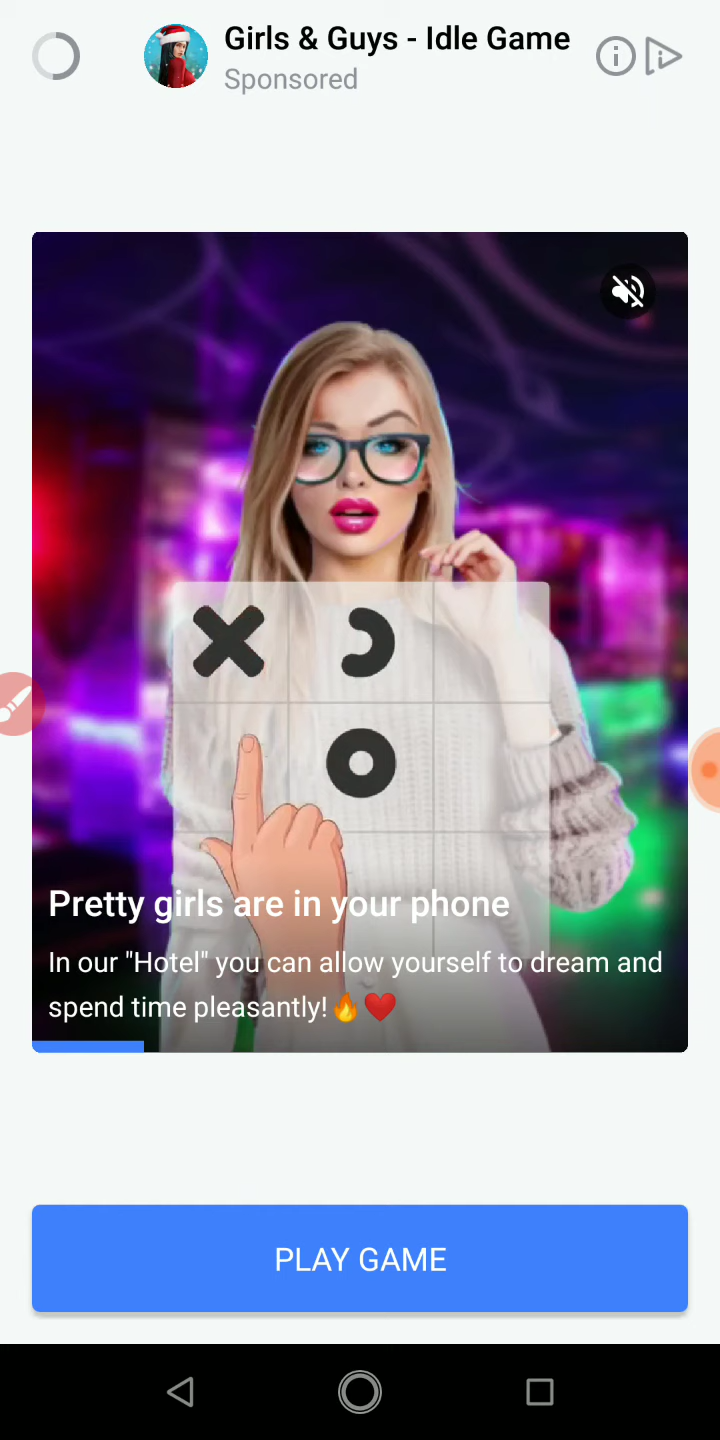 Girls & Guys - Idle Game
Sponsored
Pretty girls are in your phone
In our "Hotel" you can allow yourself to dream and
spend time pleasantly!🔥❤️
PLAY GAME